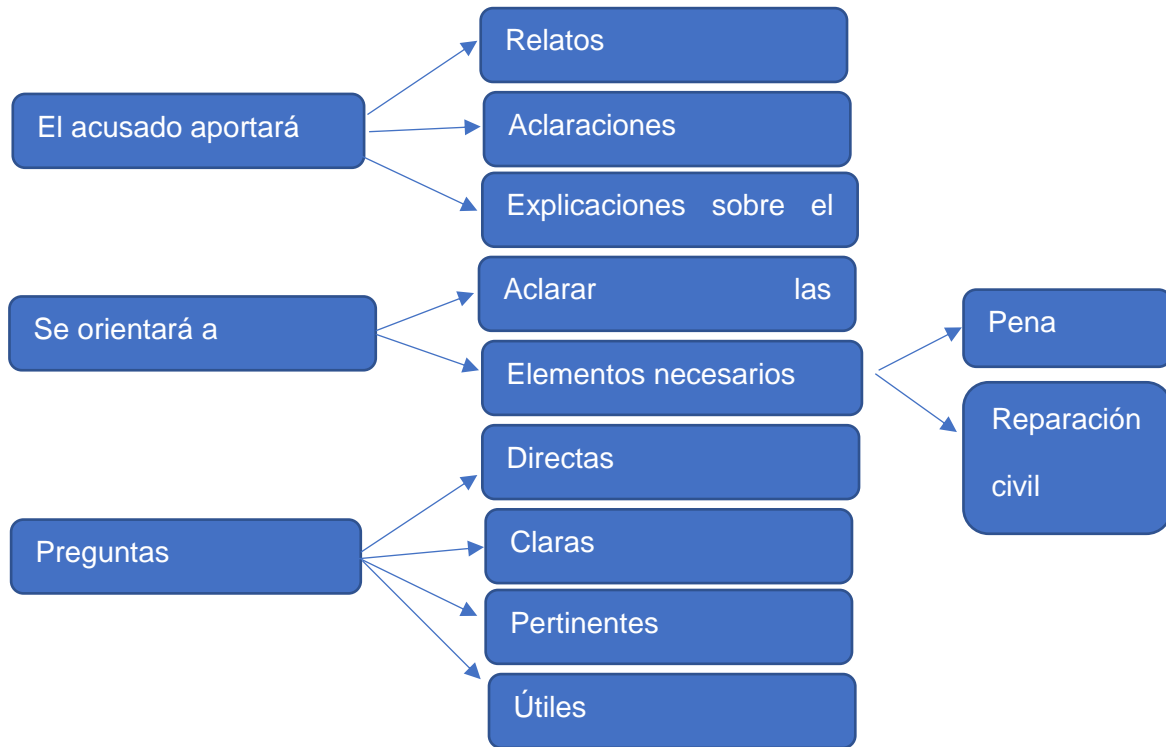 El acusado aportará
Relatos
Aclaraciones
Explicaciones sobre el
Se orientará a
Aclarar las
Elementos necesarios
Pena
Reparación
civil
Preguntas
Directas
Claras
Pertinentes
Útiles